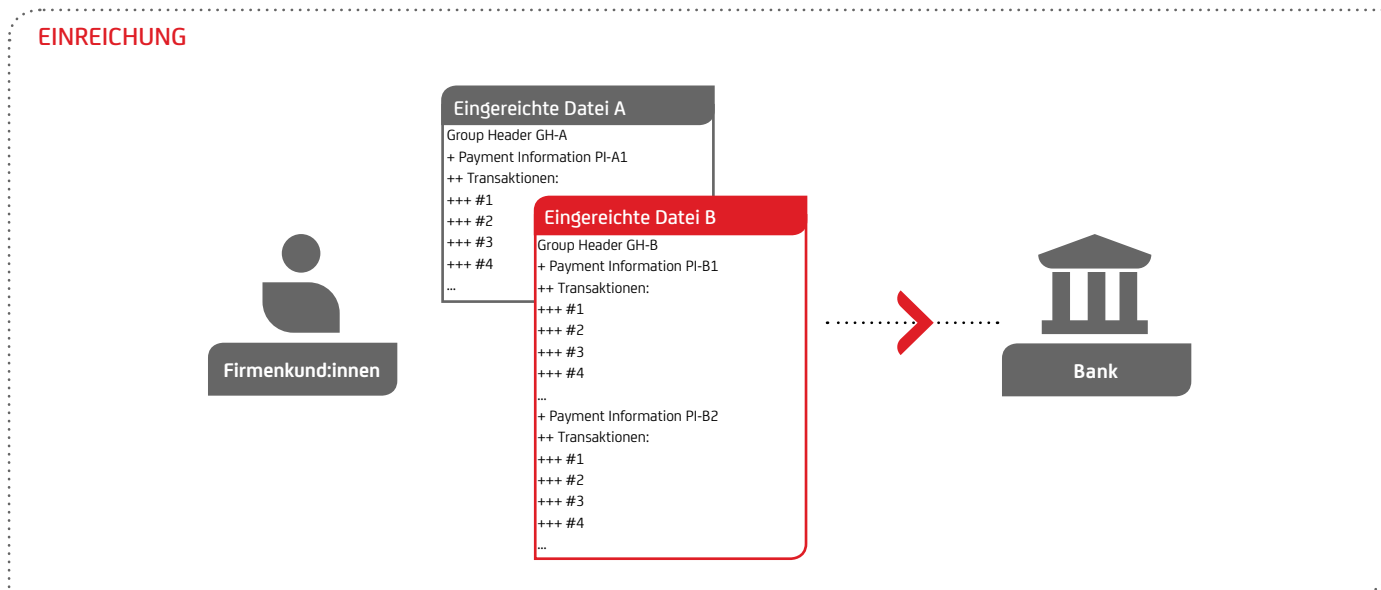 EINREICHUNG
Eingereichte Datei A
Group Header GH-A
+ Payment Information PI-A1
++ Transaktionen:
+++ #1
+++ #2
+++ #3
+++ #4
...
Eingereichte Datei B
Group Header GH-B
+ Payment Information PI-B1
++ Transaktionen:
+++ #1
+++ #2
+++ #3
+++ #4
...
+ Payment Information PI-B2
++ Transaktionen:
+++ #1
+++ #2
+++ #3
+++ #4
...
Firmenkund:innen
Bank